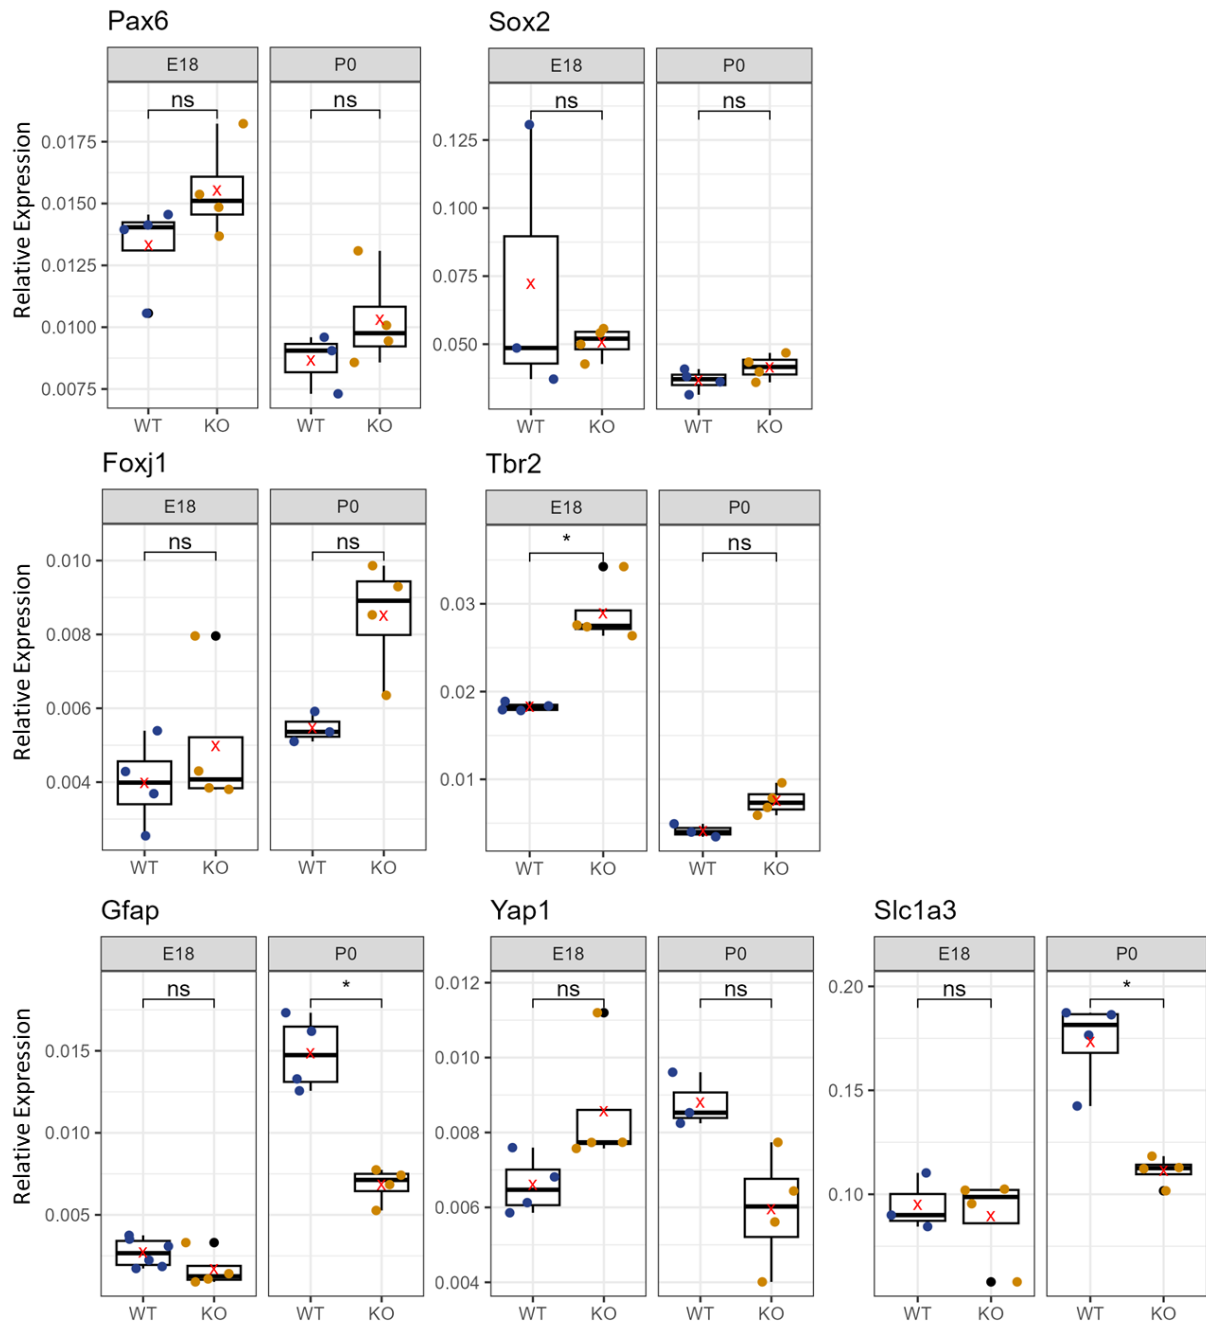 Pax6
Sox2
E18 P0
E18 P0
ns ns
ns ns
Relative Expression
0.0175
0.0150
0.0125
0.0100
0.0075
0.125
0.100
0.075
0.050
WT KO WT KO
WT KO WT KO
Foxj1
Tbr2
E18 P0
E18 P0
ns ns
* ns
Relative Expression
0.010
0.008
0.006
0.004
0.03
0.02
0.01
WT KO WT KO
WT KO WT KO
Gfap
Yap1
Slc1a3
E18 P0
E18 P0
E18 P0
ns *
ns ns
ns *
Relative Expression
0.015
0.010
0.005
0.012
0.010
0.008
0.006
0.004
0.20
0.15
0.10
WT KO WT KO
WT KO WT KO
WT KO WT KO